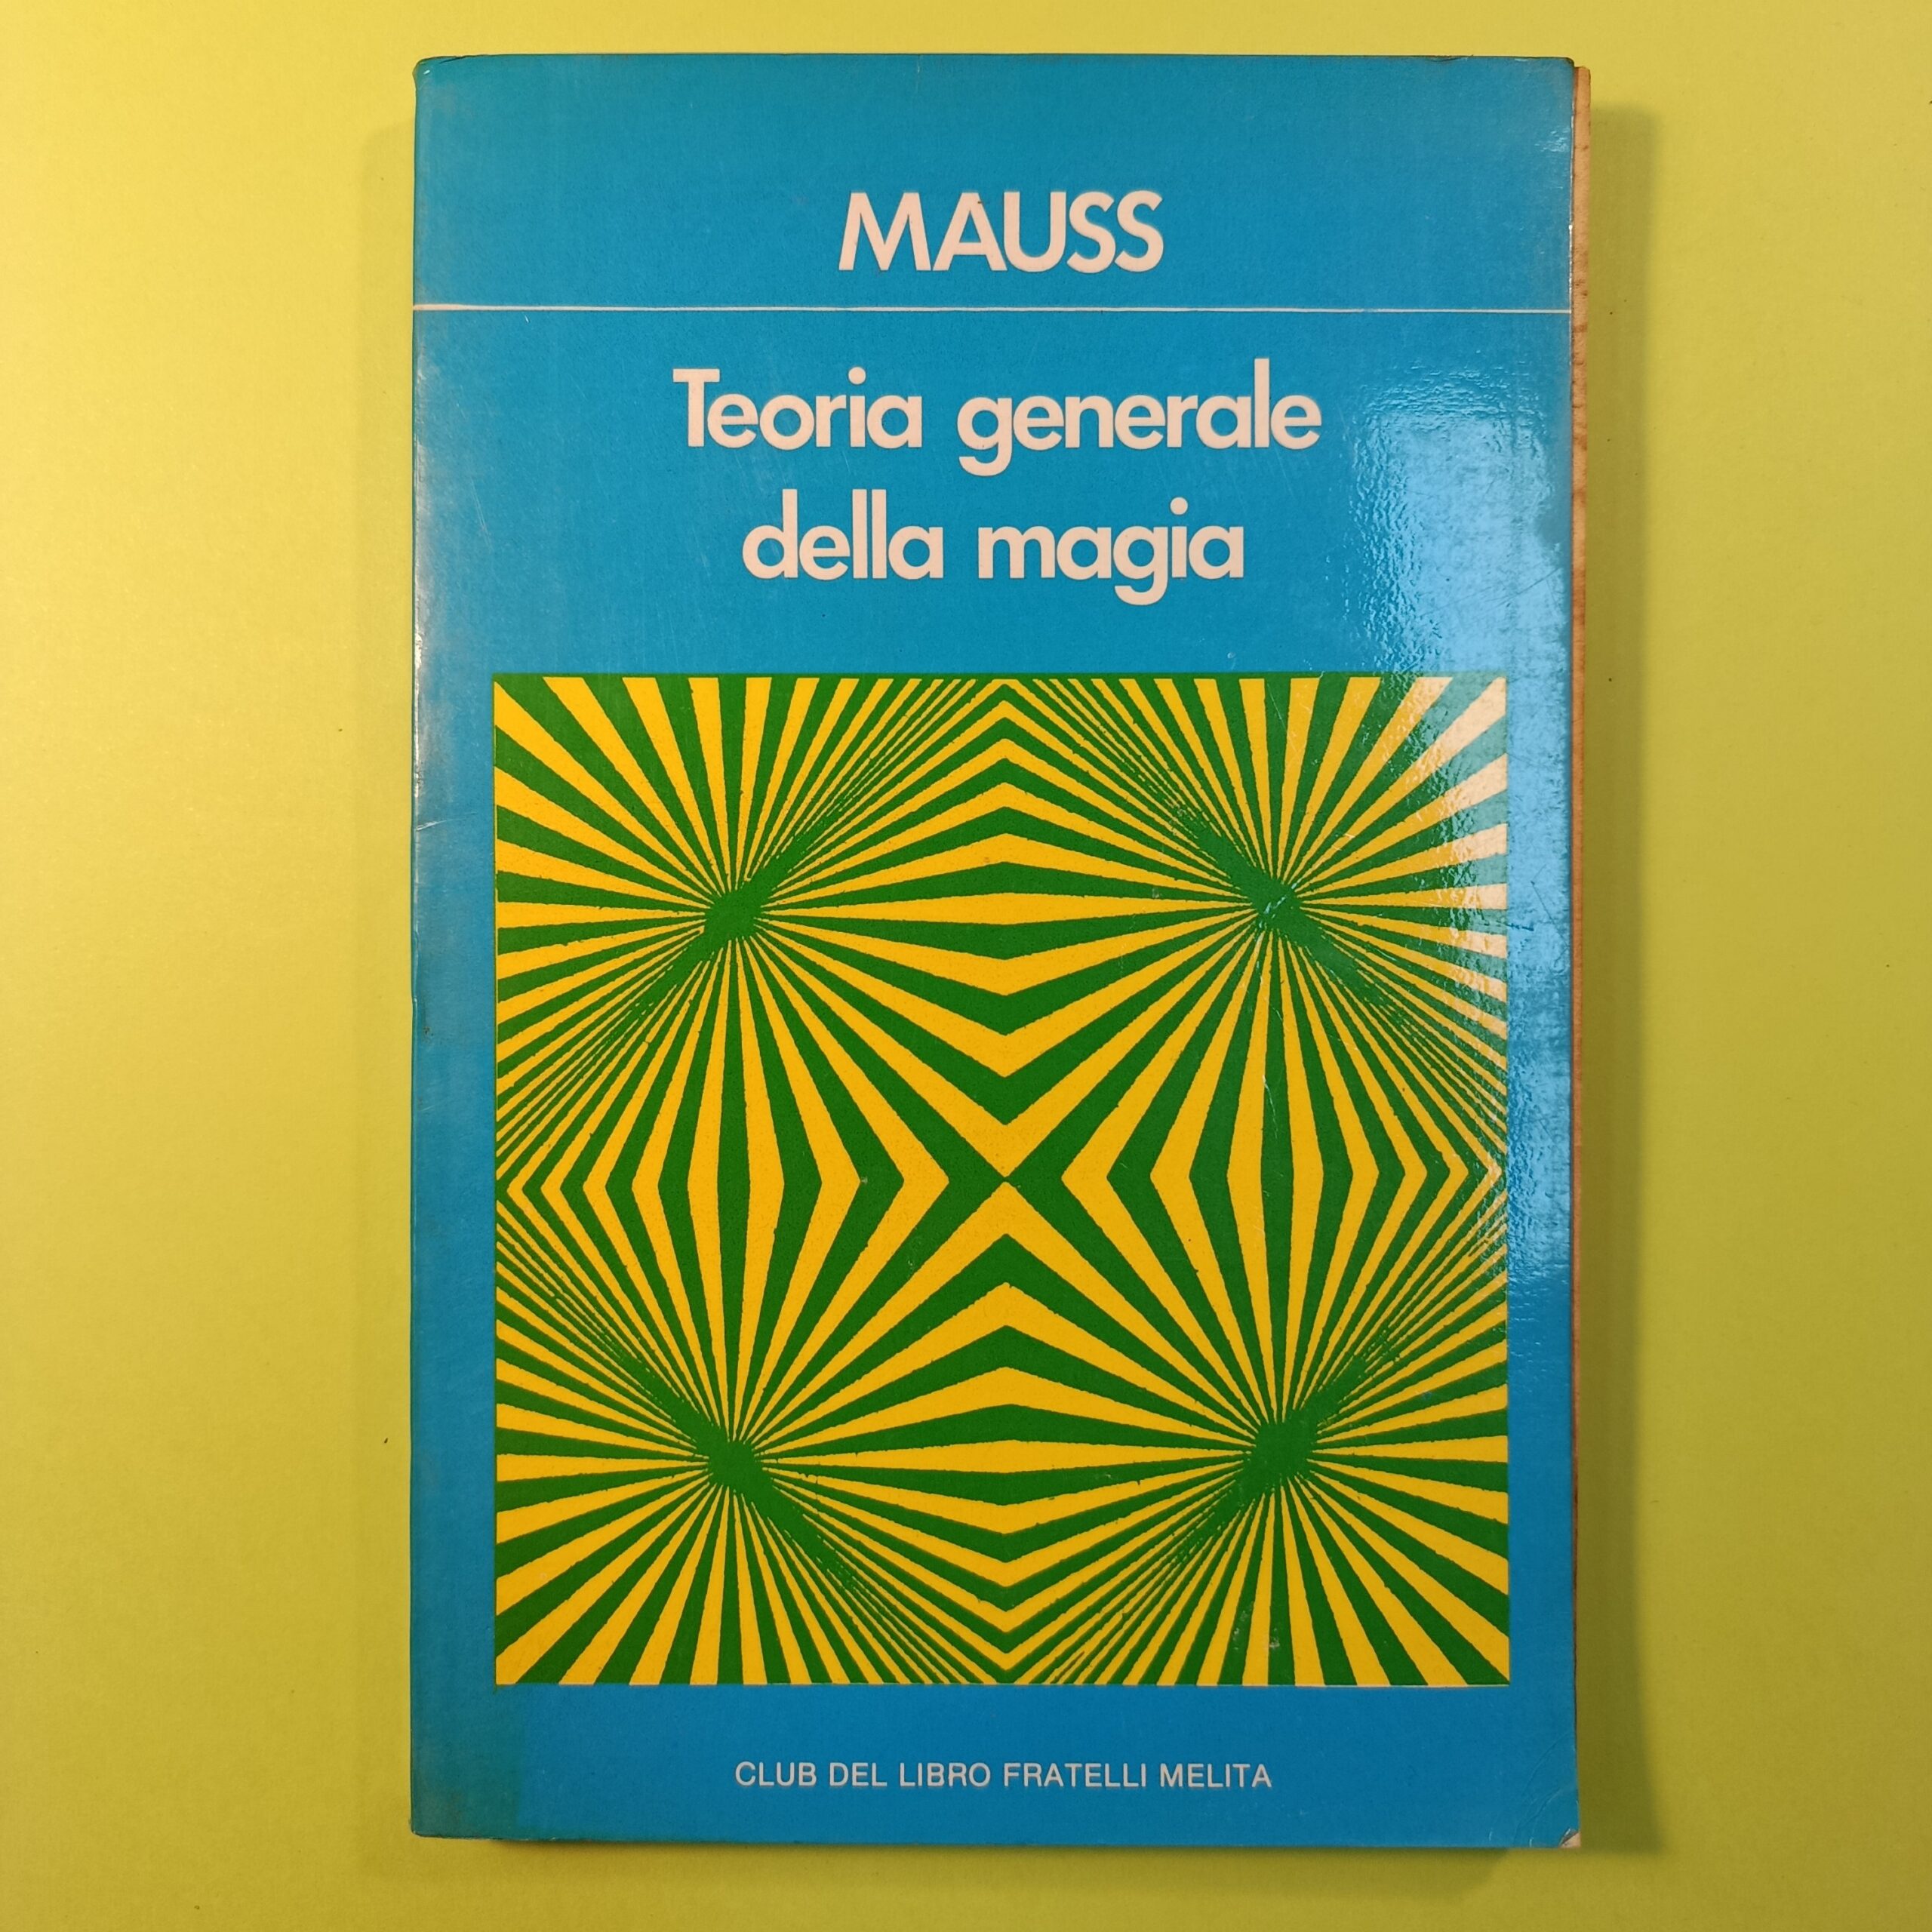 MAUSS
Teoria generale
della magia
CLUB DEL LIBRO FRATELLI MELITA